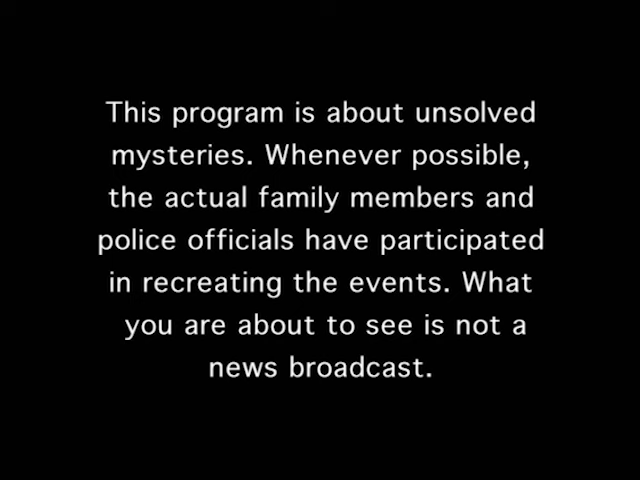 This program is about unsolved
mysteries. Whenever possible,
the actual family members and
police officials have participated
in recreating the events. What
you are about to see is not a
news broadcast.